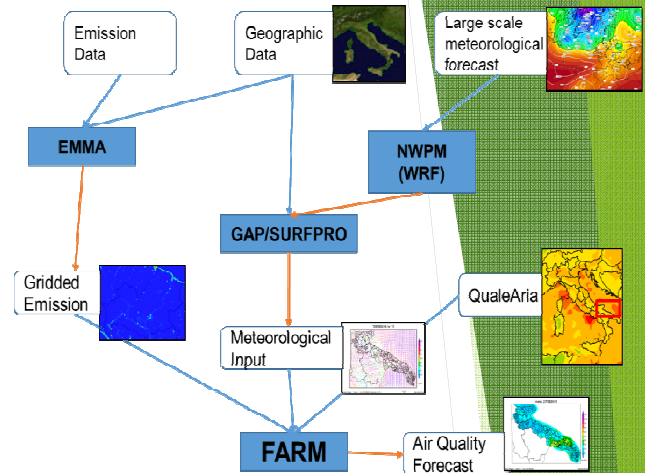 Emission
Data
Geographic
Data
Large scale
meteorological
forecast
EMMA
NWPM
(WRF)
GAP/SURFPRO
Gridded
Emission
QualeAria
Meteorological
Input
FARM
Air Quality
Forecast